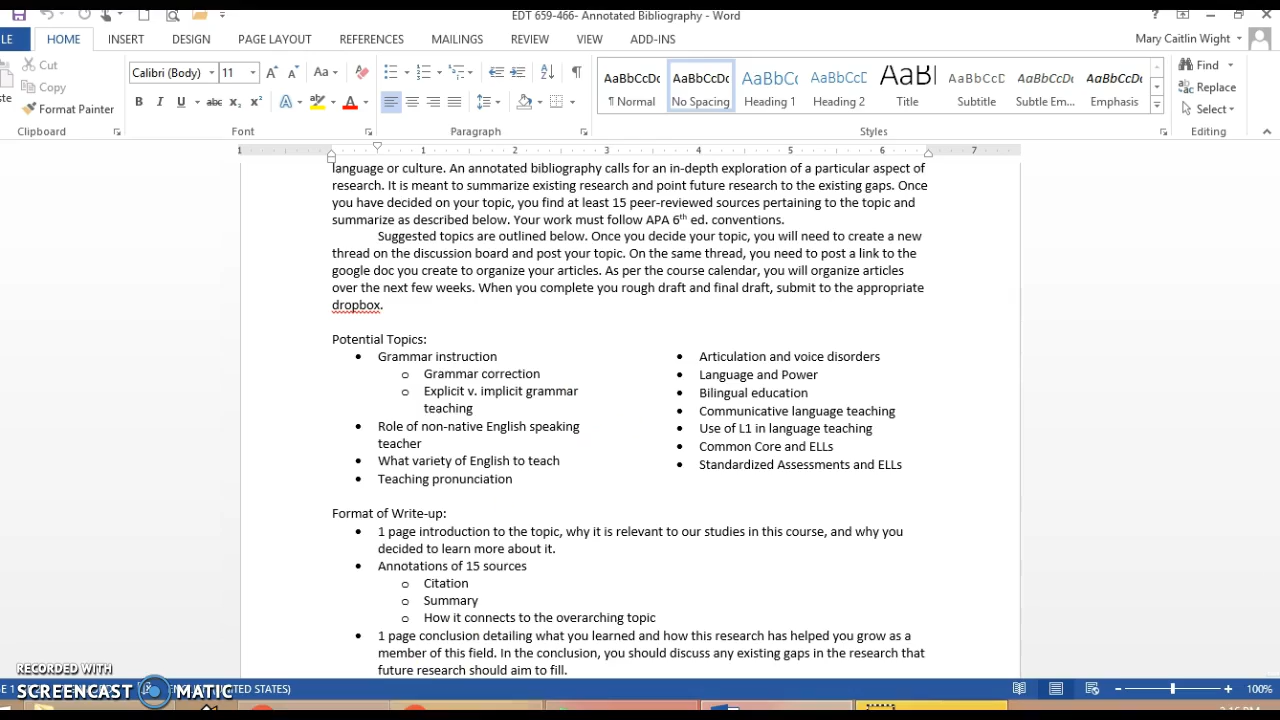 EDT 659-466- Annotated Bibliography - Word
HOME INSERT DESIGN PAGE LAYOUT REFERENCES MAILINGS REVIEW VIEW ADD-INS
Mary Caitlin Wight
Cut
Copy
Format Painter
Clipboard
Calibri (Body) 11
Font
Paragraph
AaBbCcDc AaBbCcDc AaBbCc AaBbCcD AaBl AaBbCcD AaBbCcDc AaBbCcDc
¶ Normal No Spacing Heading 1 Heading 2 Title Subtitle Subtle Em... Emphasis
Styles
Find
Replace
Select
Editing
1 1 2 3 4 5 6 7
language or culture. An annotated bibliography calls for an in-depth exploration of a particular aspect of
research. It is meant to summarize existing research and point future research to the existing gaps. Once
you have decided on your topic, you find at least 15 peer-reviewed sources pertaining to the topic and
summarize as described below. Your work must follow APA 6th ed. conventions.
Suggested topics are outlined below. Once you decide your topic, you will need to create a new
thread on the discussion board and post your topic. On the same thread, you need to post a link to the
google doc you create to organize your articles. As per the course calendar, you will organize articles
over the next few weeks. When you complete you rough draft and final draft, submit to the appropriate
dropbox.
Potential Topics:
• Grammar instruction
o Grammar correction
o Explicit v. implicit grammar
teaching
• Role of non-native English speaking
teacher
• What variety of English to teach
• Teaching pronunciation
• Articulation and voice disorders
• Language and Power
• Bilingual education
• Communicative language teaching
• Use of L1 in language teaching
• Common Core and ELLs
• Standardized Assessments and ELLs
Format of Write-up:
• 1 page introduction to the topic, why it is relevant to our studies in this course, and why you
decided to learn more about it.
• Annotations of 15 sources
o Citation
o Summary
o How it connects to the overarching topic
• 1 page conclusion detailing what you learned and how this research has helped you grow as a
member of this field. In the conclusion, you should discuss any existing gaps in the research that
future research should aim to fill.
RECORDED WITH
SCREENCAST MATIC
STATES)
100%